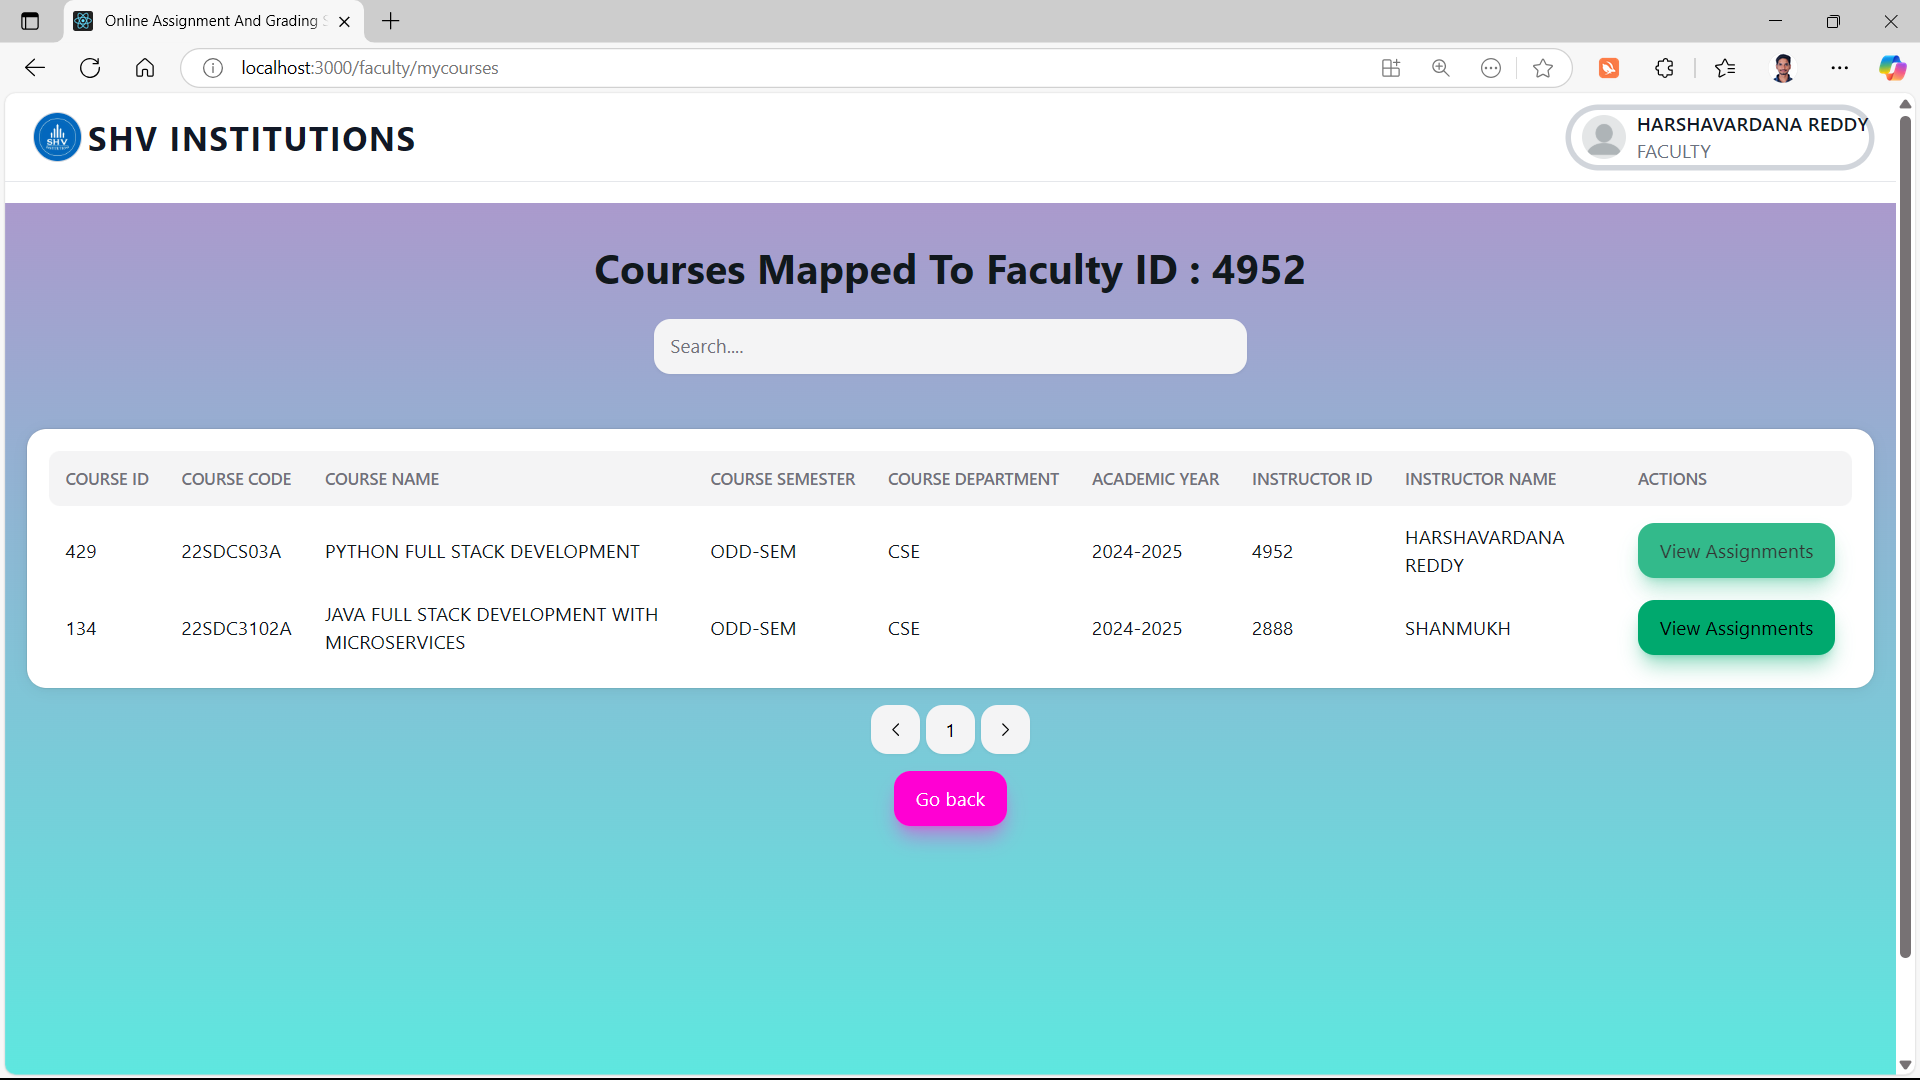 Online Assignment And Grading
localhost:3000/faculty/mycourses
SHV
SHV INSTITUTIONS
HARSHAVARDANA REDDY
FACULTY
Courses Mapped To Faculty ID : 4952
Search....
COURSE ID COURSE CODE COURSE NAME COURSE SEMESTER COURSE DEPARTMENT ACADEMIC YEAR INSTRUCTOR ID INSTRUCTOR NAME ACTIONS
429 22SDCS03A PYTHON FULL STACK DEVELOPMENT ODD-SEM CSE 2024-2025 4952 HARSHAVARDANA
REDDY View Assignments
134 22SDC3102A JAVA FULL STACK DEVELOPMENT WITH
MICROSERVICES ODD-SEM CSE 2024-2025 2888 SHANMUKH View Assignments
1
Go back